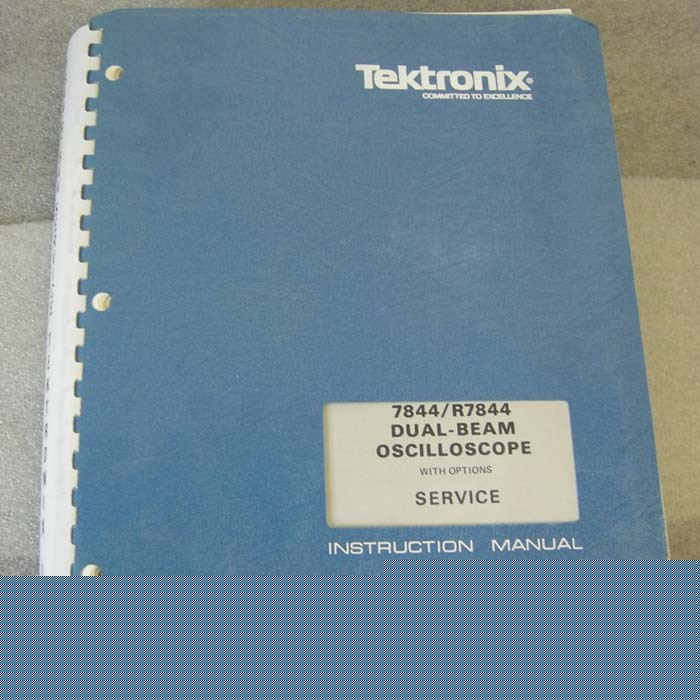 Tektronix®
COMMITTED TO EXCELLENCE
7844/R7844
DUAL-BEAM
OSCILLOSCOPE
WITH OPTIONS
SERVICE
INSTRUCTION MANUAL